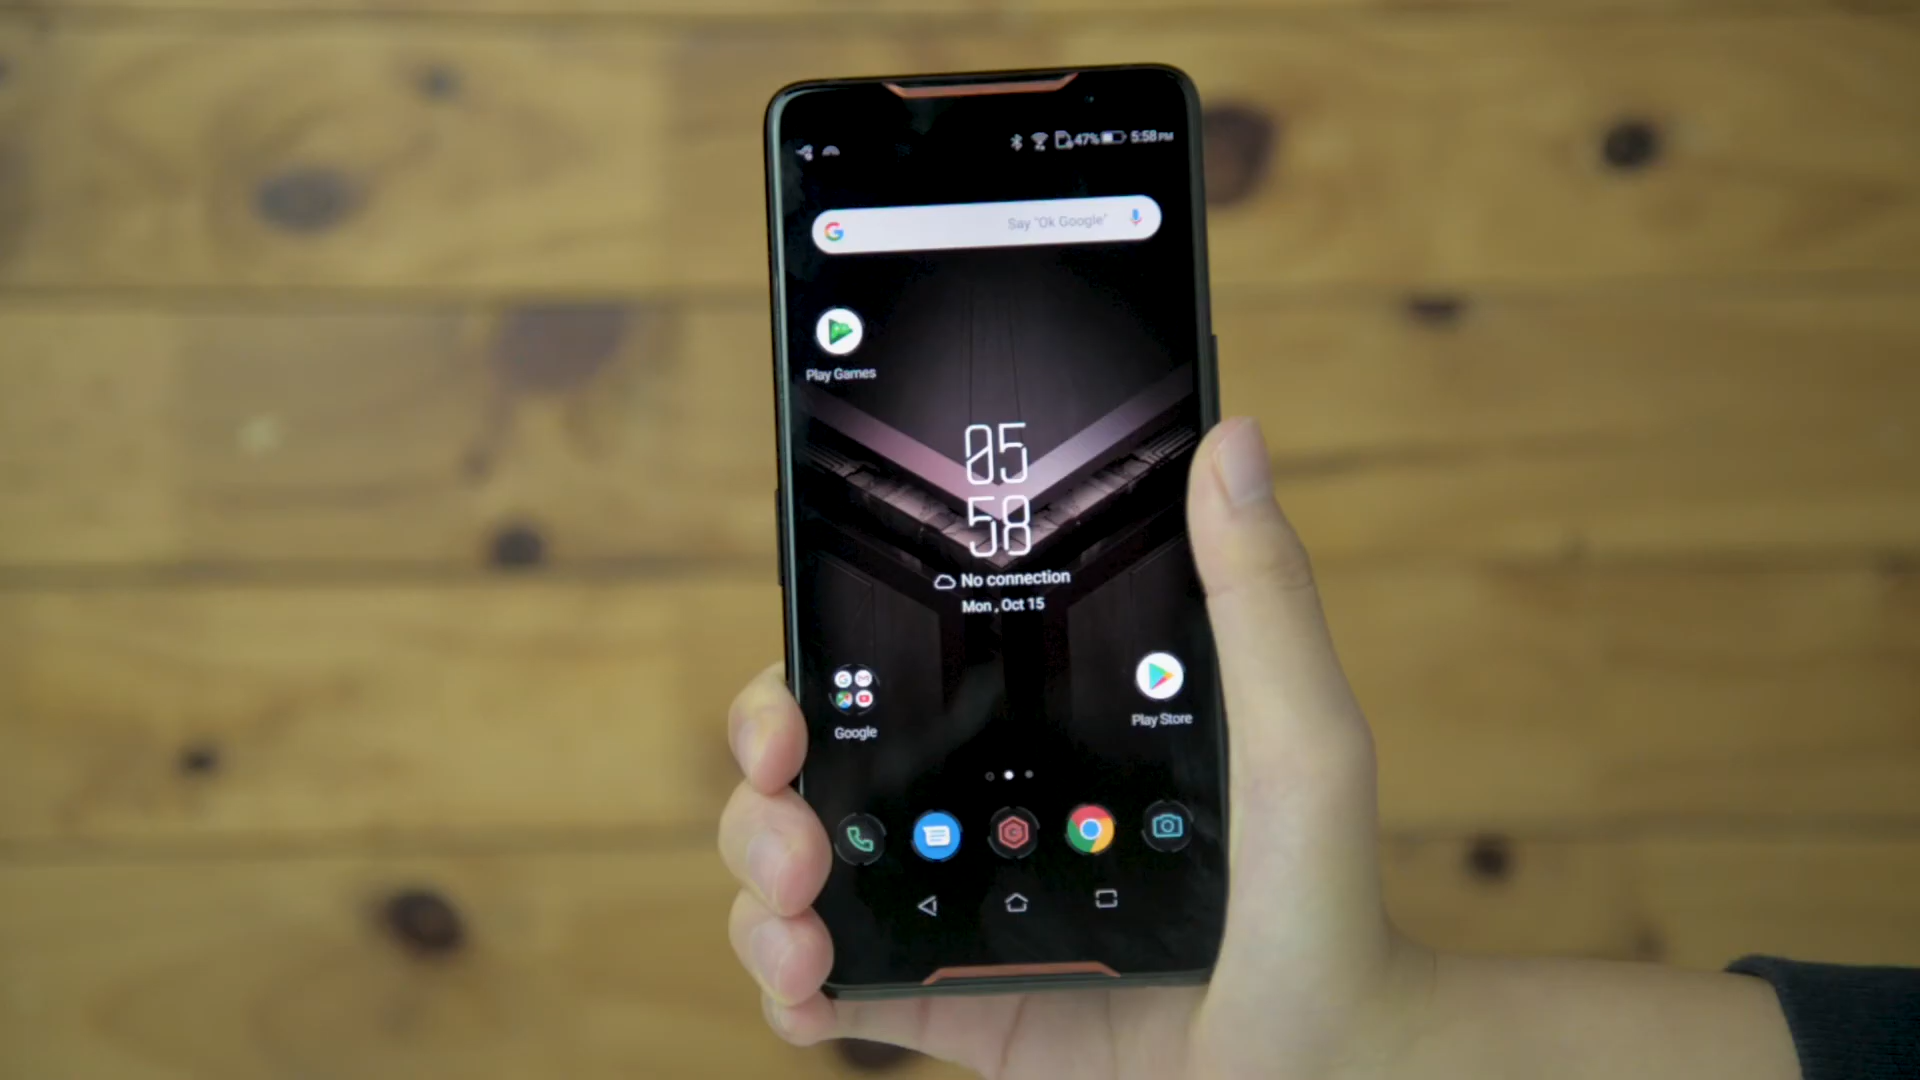 47% 5:58 PM
Say "Ok Google"
Play Games
05
58
No connection
Mon , Oct 15
Google
Play Store